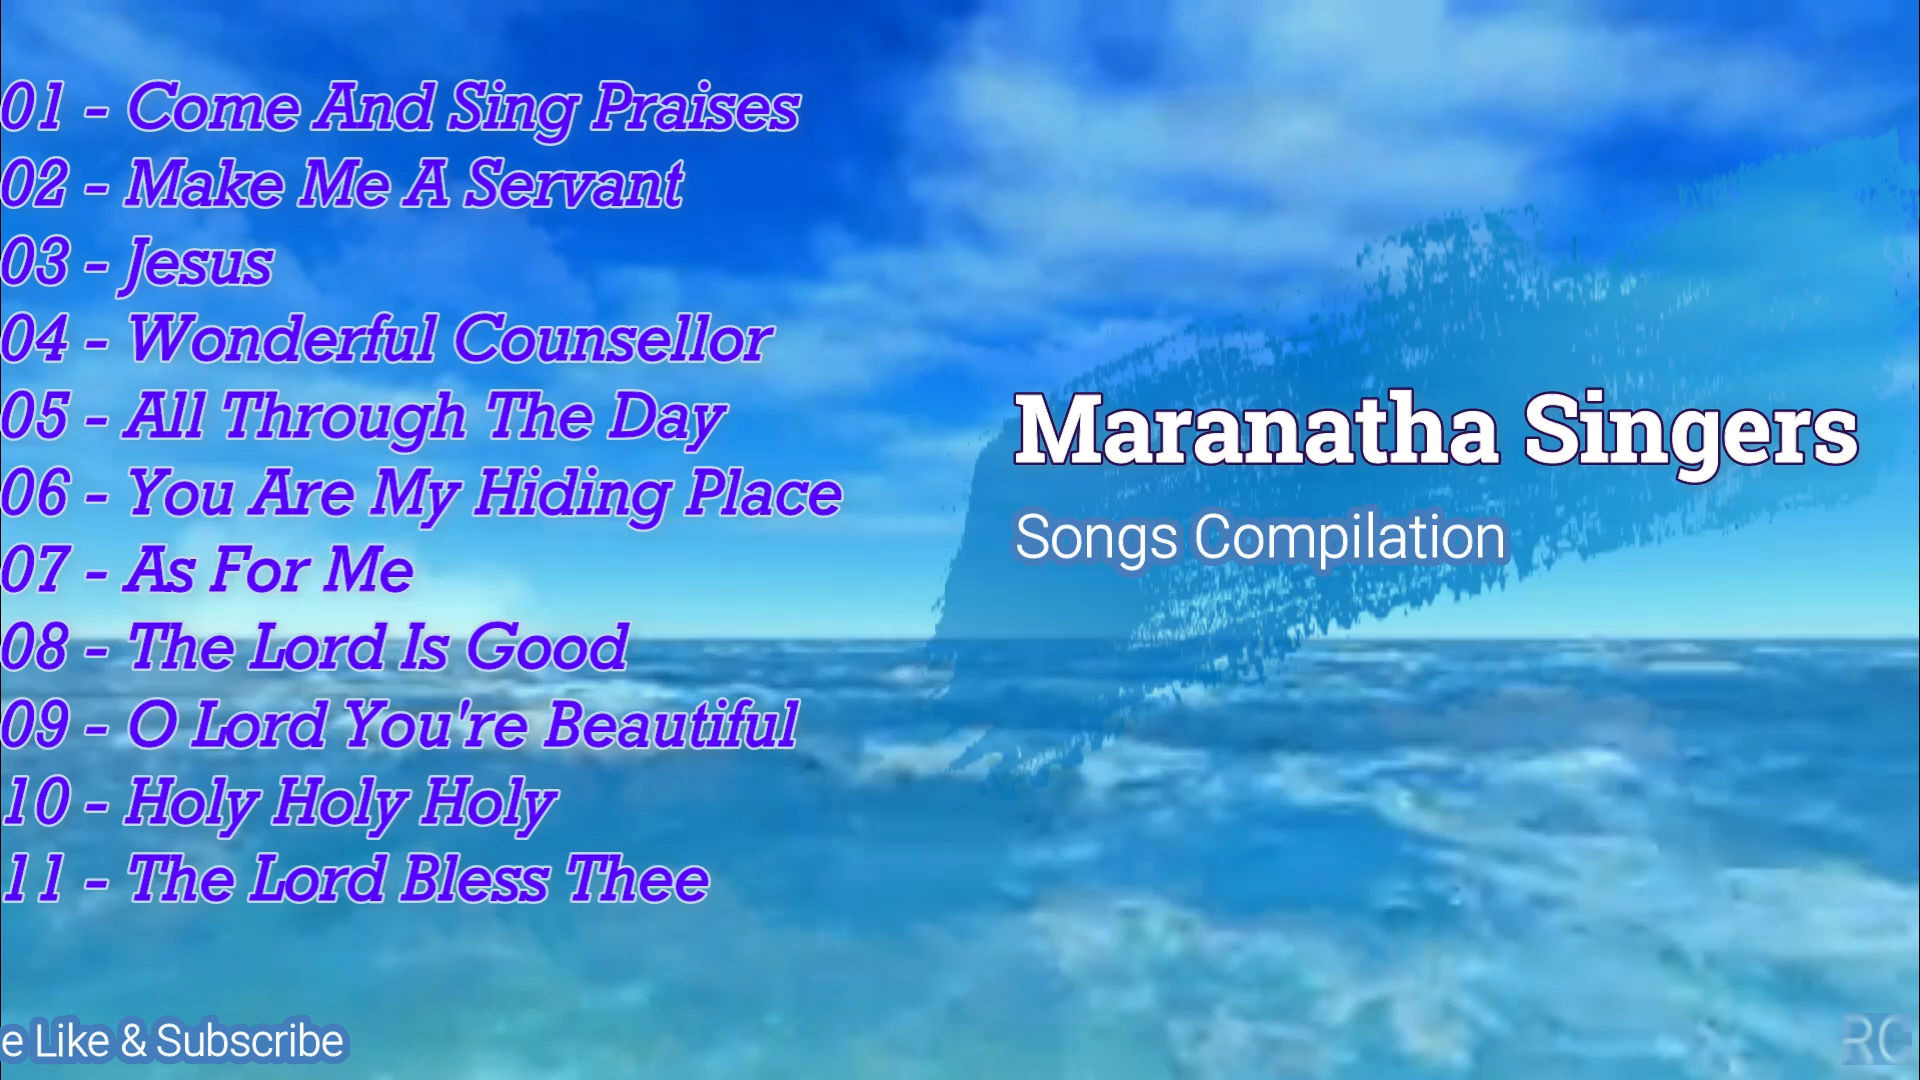 01 - Come And Sing Praises
02 - Make Me A Servant
03 - Jesus
04 - Wonderful Counsellor
05 - All Through The Day
06 - You Are My Hiding Place
07 - As For Me
08 - The Lord Is Good
09 - O Lord You're Beautiful
10 - Holy Holy Holy
11 - The Lord Bless Thee
Maranatha Singers
Songs Compilation
e Like & Subscribe
RC